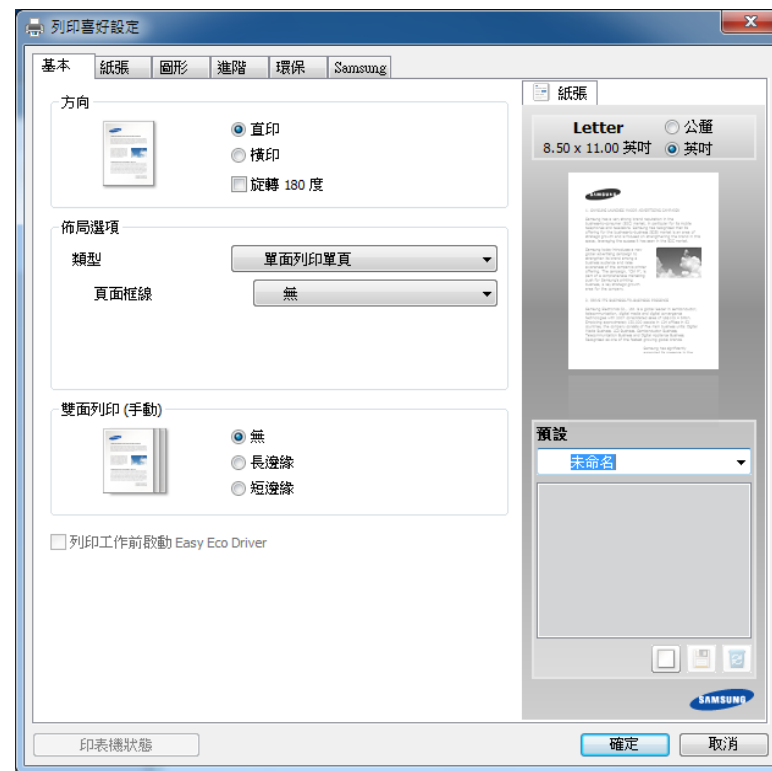 列印喜好設定
基本 紙張 圖形 進階 環保 Samsung
方向
直印
橫印
旋轉 180 度
佈局選項
類型 單面列印單頁
頁面框線 無
雙面列印 (手動)
無
長邊緣
短邊緣
列印工作前啟動 Easy Eco Driver
紙張
Letter 公釐
8.50 x 11.00 英吋 英吋
預設
未命名
SAMSUNG
印表機狀態 確定 取消